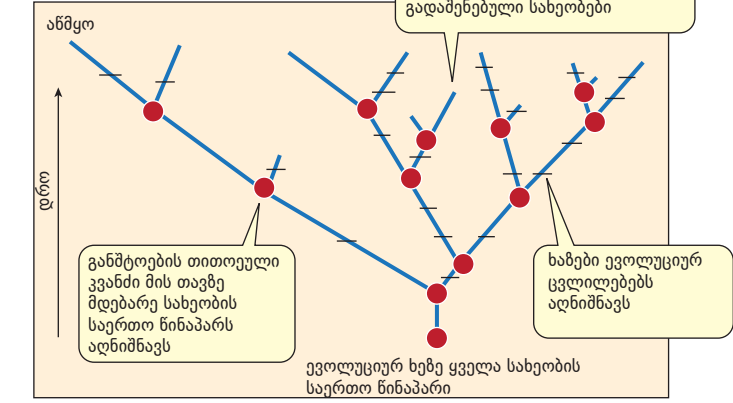 გადაშენებული სახეობები
აწმყო
დრო
განშტოების თითოეული
კვანძი მის თავზე
მდებარე სახეობის
საერთო წინაპარს
აღნიშნავს
ხაზები ევოლუციურ
ცვლილებებს
აღნიშნავს
ევოლუციურ ხეზე ყველა სახეობის
საერთო წინაპარი